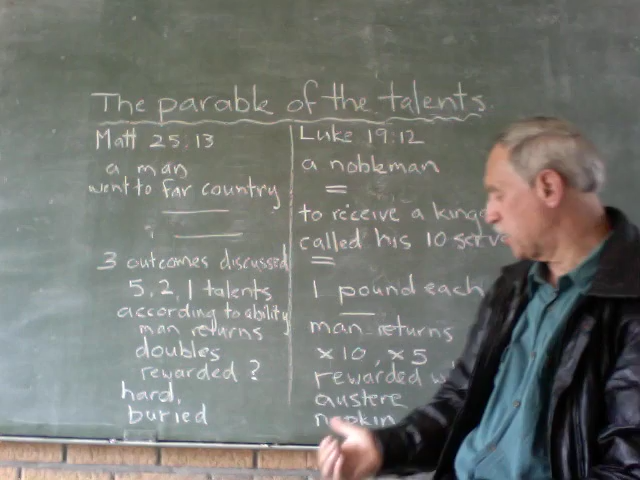 The parable of the talents.
Matt 25:13
a man
went to far country
3 outcomes discussed
5, 2, 1 talents
according to ability
man returns
doubles
rewarded ?
hard,
buried
Luke 19:12
a nobleman
=
to receive a
called his 10
=
1 pound each
man returns
x10, x5
rewarded
austere
napkin